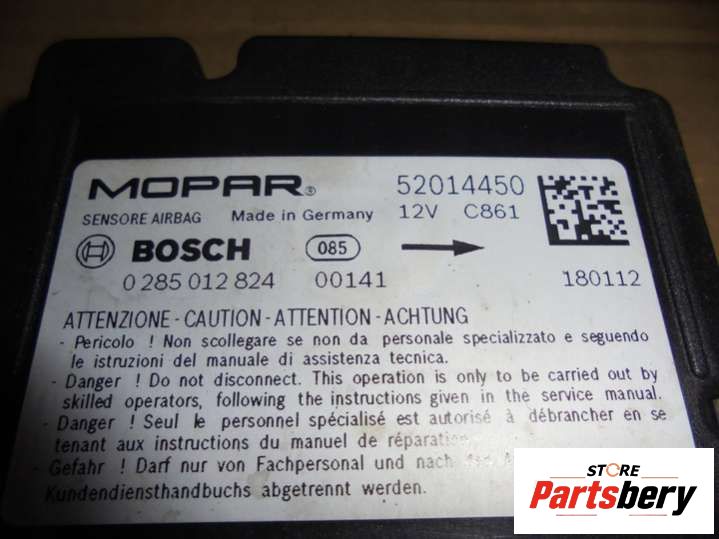 MOPAR® 52014450
SENSORE AIRBAG Made in Germany 12V C861
BOSCH 085
0 285 012 824 00141 180112
ATTENZIONE - CAUTION - ATTENTION - ACHTUNG
- Pericolo ! Non scollegare se non da personale specializzato e seguendo
le istruzioni del manuale di assistenza tecnica.
- Danger ! Do not disconnect. This operation is only to be carried out by
skilled operators, following the instructions given in the service manual.
- Danger ! Seul le personnel spécialisé est autorisé à débrancher en se
tenant aux instructions du manuel de réparation
- Gefahr ! Darf nur von Fachpersonal und nach
Kundendiensthandbuchs abgetrennt werden.
STORE
Partsbery